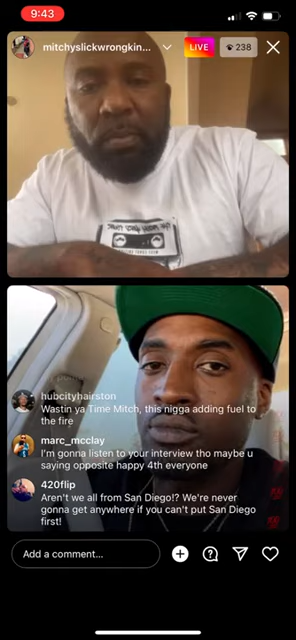 9:43
mitchyslickwrongkin...
LIVE
238
hubcityhairston
Wastin ya Time Mitch, this nigga adding fuel to
the fire
marc_mcclay
I'm gonna listen to your interview tho maybe u
saying opposite happy 4th everyone
420flip
Aren't we all from San Diego!? We're never
gonna get anywhere if you can't put San Diego
first!
Add a comment...